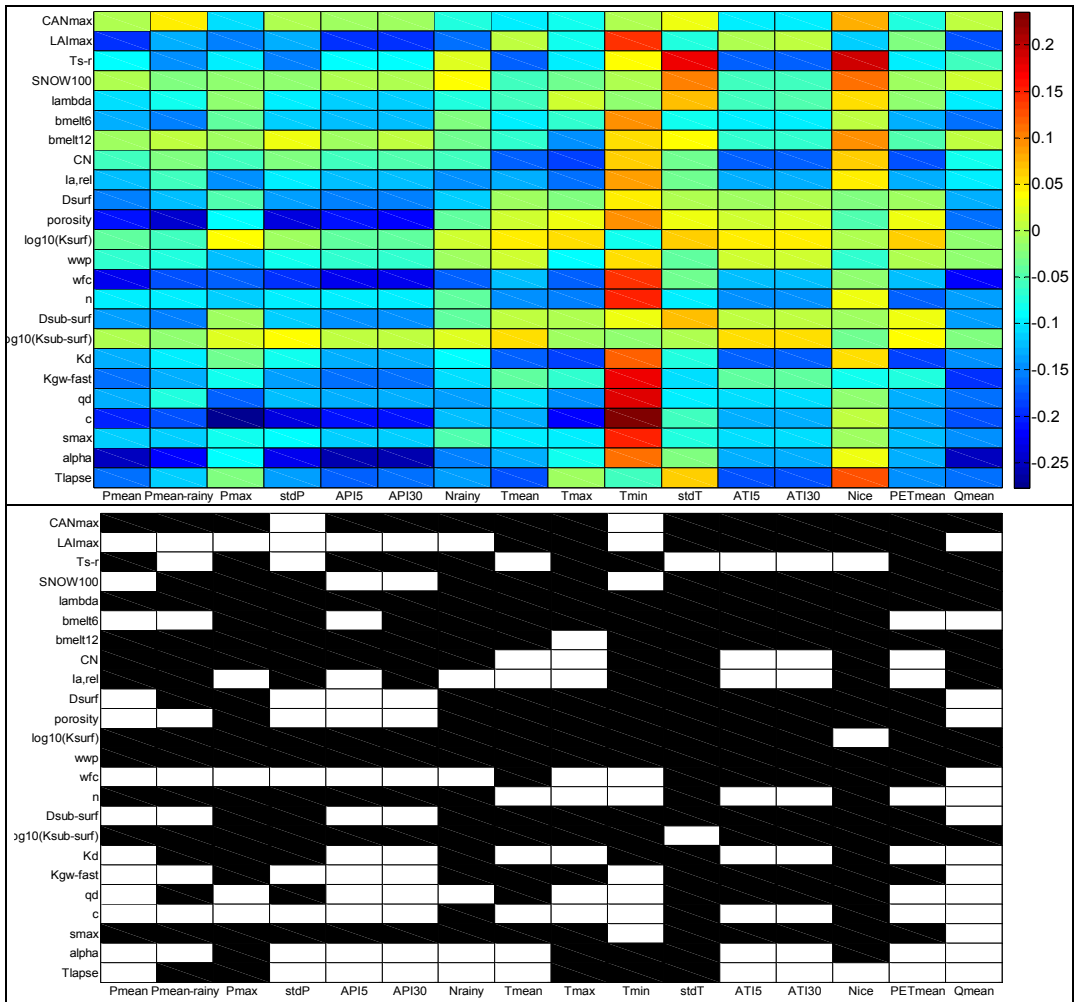 CANmax
LAImax
Ts-r
SNOW100
lambda
bmelt6
bmelt12
CN
Ia,rel
Dsurf
porosity
log10(Ksurf)
wwp
wfc
n
Dsub-surf
og10(Ksub-surf)
Kd
Kgw-fast
qd
c
smax
alpha
Tlapse
Pmean Pmean-rainy Pmax stdP API5 API30 Nrainy Tmean Tmax Tmin stdT ATI5 ATI30 Nice PETmean Qmean
0.2
0.15
0.1
0.05
0
-0.05
-0.1
-0.15
-0.2
-0.25
CANmax
LAImax
Ts-r
SNOW100
lambda
bmelt6
bmelt12
CN
Ia,rel
Dsurf
porosity
log10(Ksurf)
wwp
wfc
n
Dsub-surf
og10(Ksub-surf)
Kd
Kgw-fast
qd
c
smax
alpha
Tlapse
Pmean Pmean-rainy Pmax stdP API5 API30 Nrainy Tmean Tmax Tmin stdT ATI5 ATI30 Nice PETmean Qmean